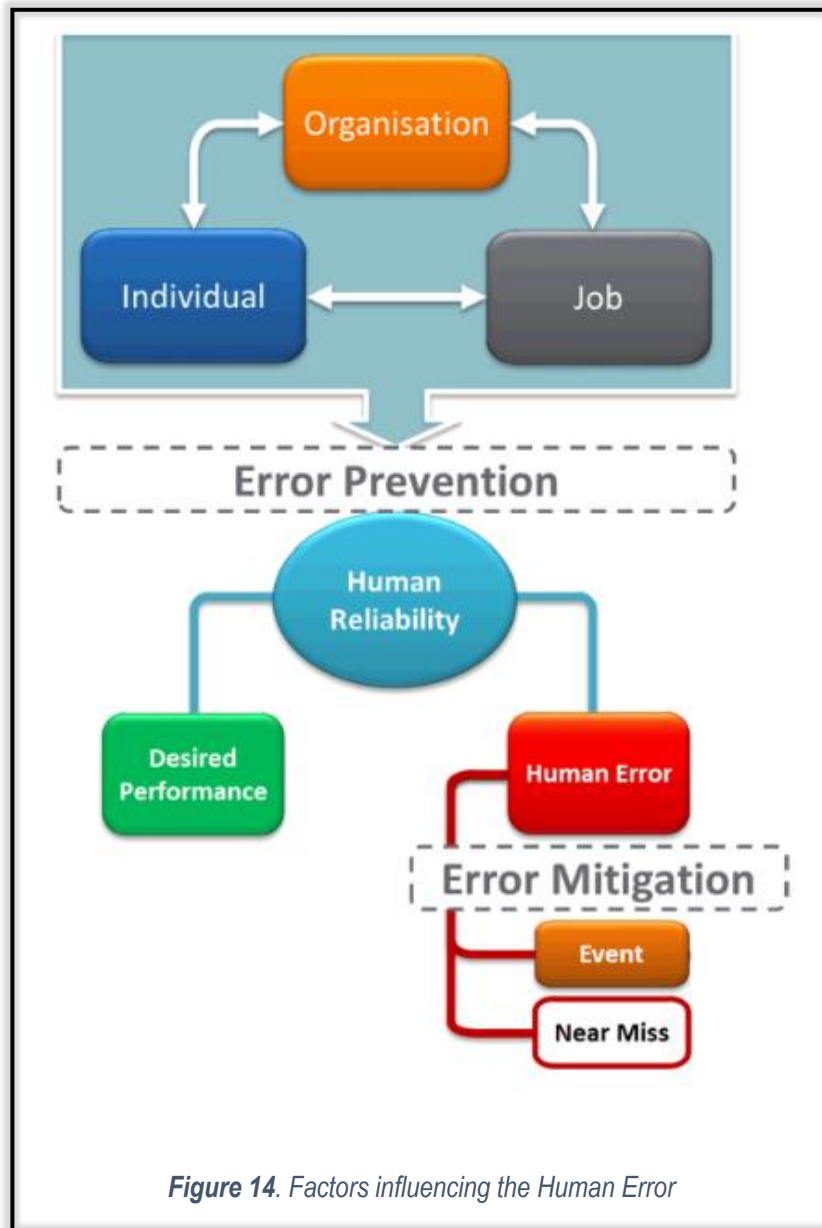 Organisation
Individual
Job
Error Prevention
Human
Reliability
Desired
Performance
Human Error
Error Mitigation
Event
Near Miss
Figure 14. Factors influencing the Human Error